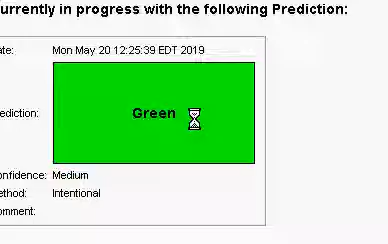 urrently in progress with the following Prediction:
ate: Mon May 20 12:25:39 EDT 2019
ediction: Green
onfidence: Medium
ethod: Intentional
omment: